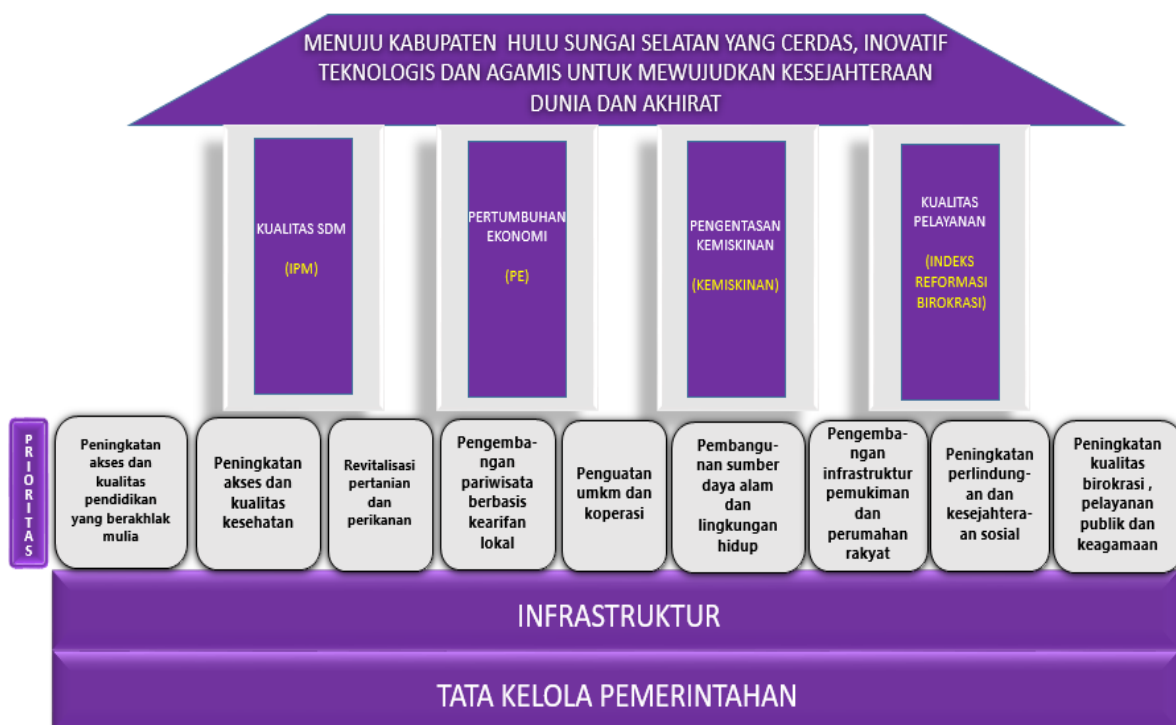 MENUJU KABUPATEN HULU SUNGAI SELATAN YANG CERDAS, INOVATIF
TEKNOLOGIS DAN AGAMIS UNTUK MEWUJUDKAN KESEJAHTERAAN
DUNIA DAN AKHIRAT
KUALITAS SDM
(IPM)
PERTUMBUHAN
EKONOMI
(PE)
PENGENTASAN
KEMISKINAN
(KEMISKINAN)
KUALITAS
PELAYANAN
(INDEKS
REFORMASI
BIROKRASI)
PRIORITAS
Peningkatan
akses dan
kualitas
pendidikan
yang berakhlak
mulia
Peningkatan
akses dan
kualitas
kesehatan
Revitalisasi
pertanian
dan
perikanan
Pengemba-
ngan
pariwisata
berbasis
kearifan
lokal
Penguatan
umkm dan
koperasi
Pembangu-
nan sumber
daya alam
dan
lingkungan
hidup
Pengemba-
ngan
infrastruktur
pemukiman
dan
perumahan
rakyat
Peningkatan
perlindung-
an dan
kesejahtera-
an sosial
Peningkatan
kualitas
birokrasi ,
pelayanan
publik dan
keagamaan
INFRASTRUKTUR
TATA KELOLA PEMERINTAHAN